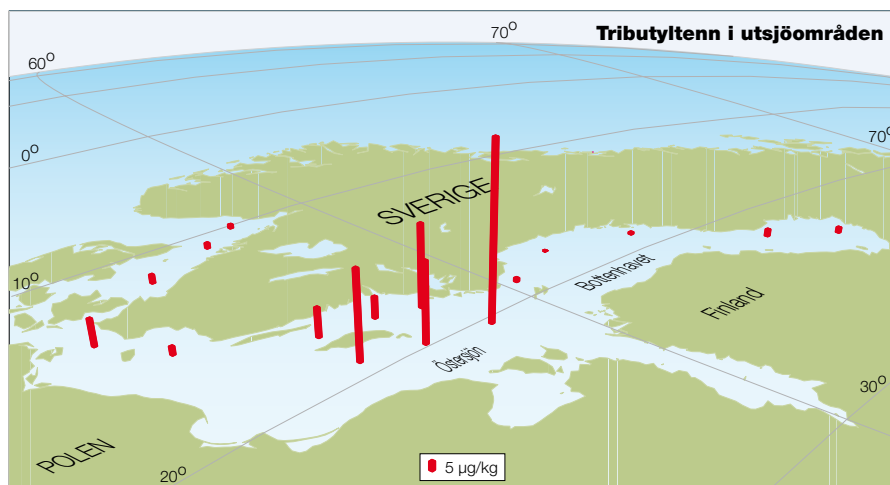 Tributyltenn i utsjöområden
70°
60°
70°
0°
SVERIGE
10°
Bottenhavet
Finland
Östersjön
30°
POLEN
20°
5 µg/kg